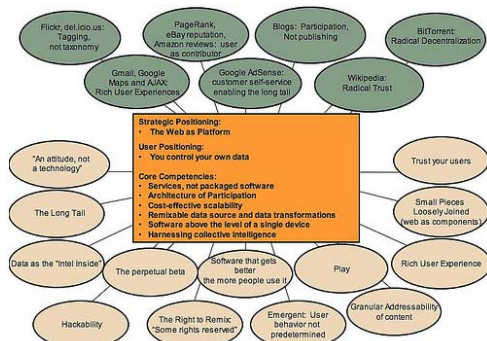 Flickr, del.icio.us:
Tagging,
not taxonomy
PageRank,
eBay reputation,
Amazon reviews: user
as contributor
Blogs: Participation,
Not publishing
BitTorrent:
Radical Decentralization
Gmail, Google
Maps and AJAX:
Rich User Experiences
Google AdSense:
customer self-service
enabling the long tail
Wikipedia:
Radical Trust
Strategic Positioning:
• The Web as Platform
User Positioning:
• You control your own data
Core Competencies:
• Services, not packaged software
• Architecture of Participation
• Cost-effective scalability
• Remixable data source and data transformations
• Software above the level of a single device
• Harnessing collective intelligence
"An attitude, not
a technology"
Trust your users
The Long Tail
Small Pieces
Loosely Joined
(web as components)
Data as the "Intel Inside"
The perpetual beta
Software that gets
better
the more people use it
Play
Rich User Experience
Hackability
The Right to Remix:
"Some rights reserved"
Emergent: User
behavior not
predetermined
Granular Addressability
of content